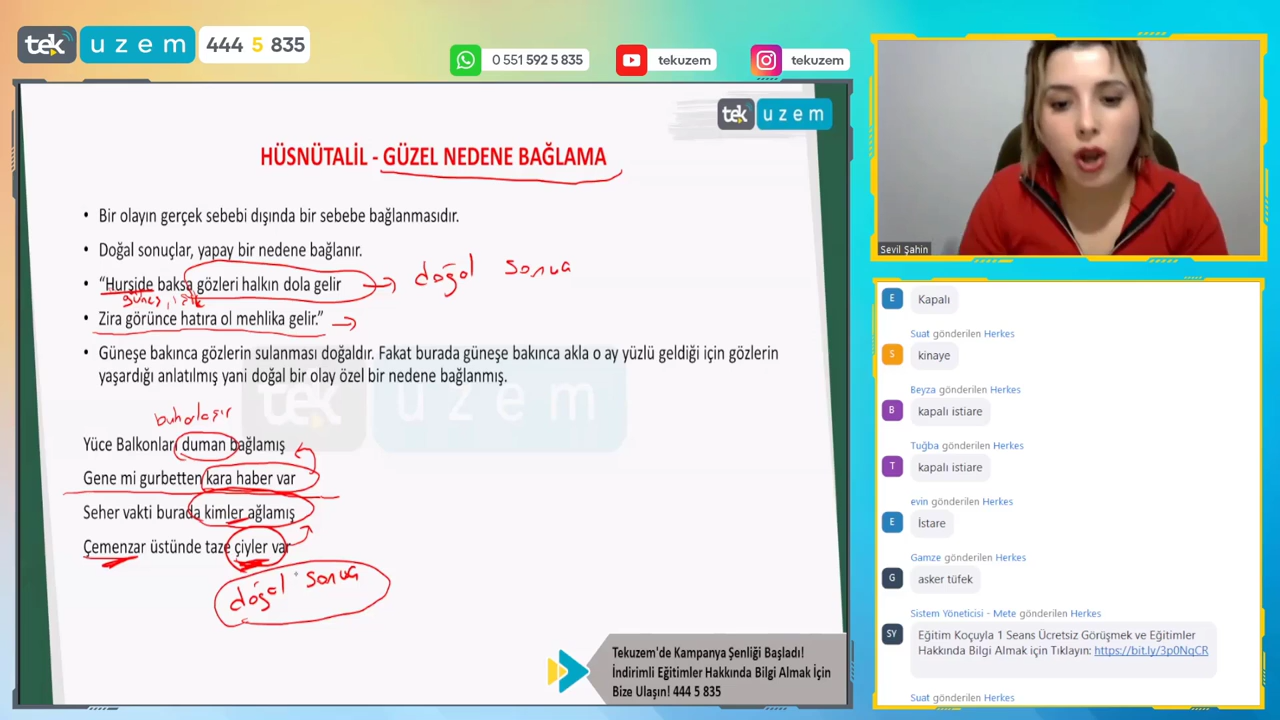 tek uzem 444 5 835
0 551 592 5 835
tekuzem
tekuzem
tek uzem
HÜSNÜTALİL - GÜZEL NEDENE BAĞLAMA
• Bir olayın gerçek sebebi dışında bir sebebe bağlanmasıdır.
• Doğal sonuçlar, yapay bir nedene bağlanır.
• “Hurşide baksa gözleri halkın dola gelir
doğal sonuç
güneş, ışık
• Zira görünce hatıra ol mehlika gelir.”
• Güneşe bakınca gözlerin sulanması doğaldır. Fakat burada güneşe bakınca akla o ay yüzlü geldiği için gözlerin
yaşardığı anlatılmış yani doğal bir olay özel bir nedene bağlanmış.
tek uzem
Yüce Balkonları duman bağlamış
Gene mi gurbetten kara haber var
Seher vakti burada kimler ağlamış
Çemenzar üstünde taze çiyler var
doğal sonuç
Tekuzem'de Kampanya Şenliği Başladı!
İndirimli Eğitimler Hakkında Bilgi Almak İçin
Bize Ulaşın! 444 5 835
Sevil Şahin
E Kapalı
Suat gönderilen Herkes
S kinaye
Beyza gönderilen Herkes
B kapalı istiare
Tuğba gönderilen Herkes
T kapalı istiare
evin gönderilen Herkes
E İstare
Gamze gönderilen Herkes
G asker tüfek
Sistem Yöneticisi - Mete gönderilen Herkes
SY Eğitim Koçuyla 1 Seans Ücretsiz Görüşmek ve Eğitimler
Hakkında Bilgi Almak için Tıklayın: https://bit.ly/3p0NqCR
Suat gönderilen Herkes